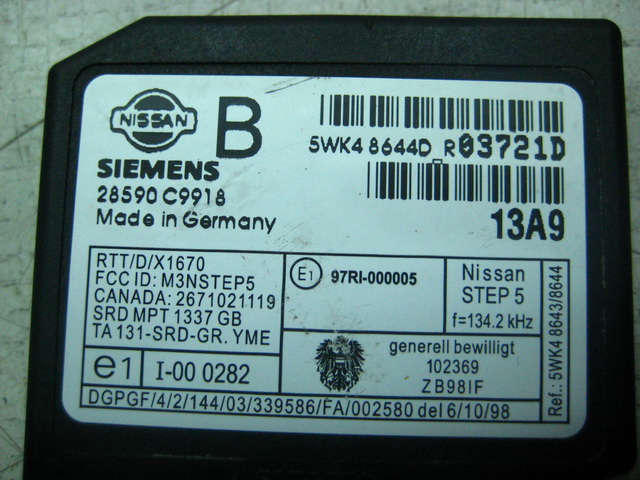 NISSAN
B
SIEMENS
28590 C9918
Made in Germany
5WK4 8644D R03721D
13A9
RTT/D/X1670
FCC ID: M3NSTEP5
CANADA: 2671021119
SRD MPT 1337 GB
TA 131-SRD-GR. YME
e1
I-00 0282
E1
97RI-000005
Nissan
STEP 5
f=134.2 kHz
generell bewilligt
102369
ZB98IF
DGPGF/4/2/144/03/339586/FA/002580 del 6/10/98
Ref.: 5WK4 8643/8644